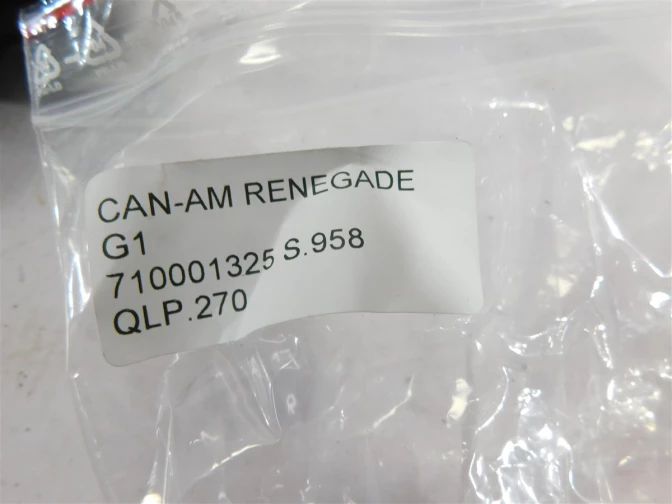 CAN-AM RENEGADE
G1
710001325 S.958
QLP.270